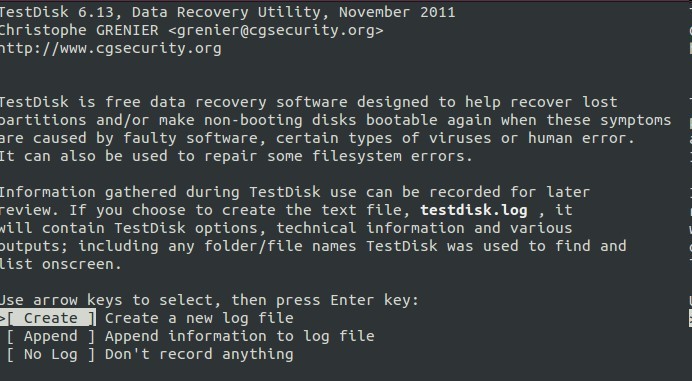 TestDisk 6.13, Data Recovery Utility, November 2011
Christophe GRENIER <grenier@cgsecurity.org>
http://www.cgsecurity.org
TestDisk is free data recovery software designed to help recover lost
partitions and/or make non-booting disks bootable again when these symptoms
are caused by faulty software, certain types of viruses or human error.
It can also be used to repair some filesystem errors.
Information gathered during TestDisk use can be recorded for later
review. If you choose to create the text file, testdisk.log , it
will contain TestDisk options, technical information and various
outputs; including any folder/file names TestDisk was used to find and
list onscreen.
Use arrow keys to select, then press Enter key:
>[ Create ] Create a new log file
[ Append ] Append information to log file
[ No Log ] Don't record anything